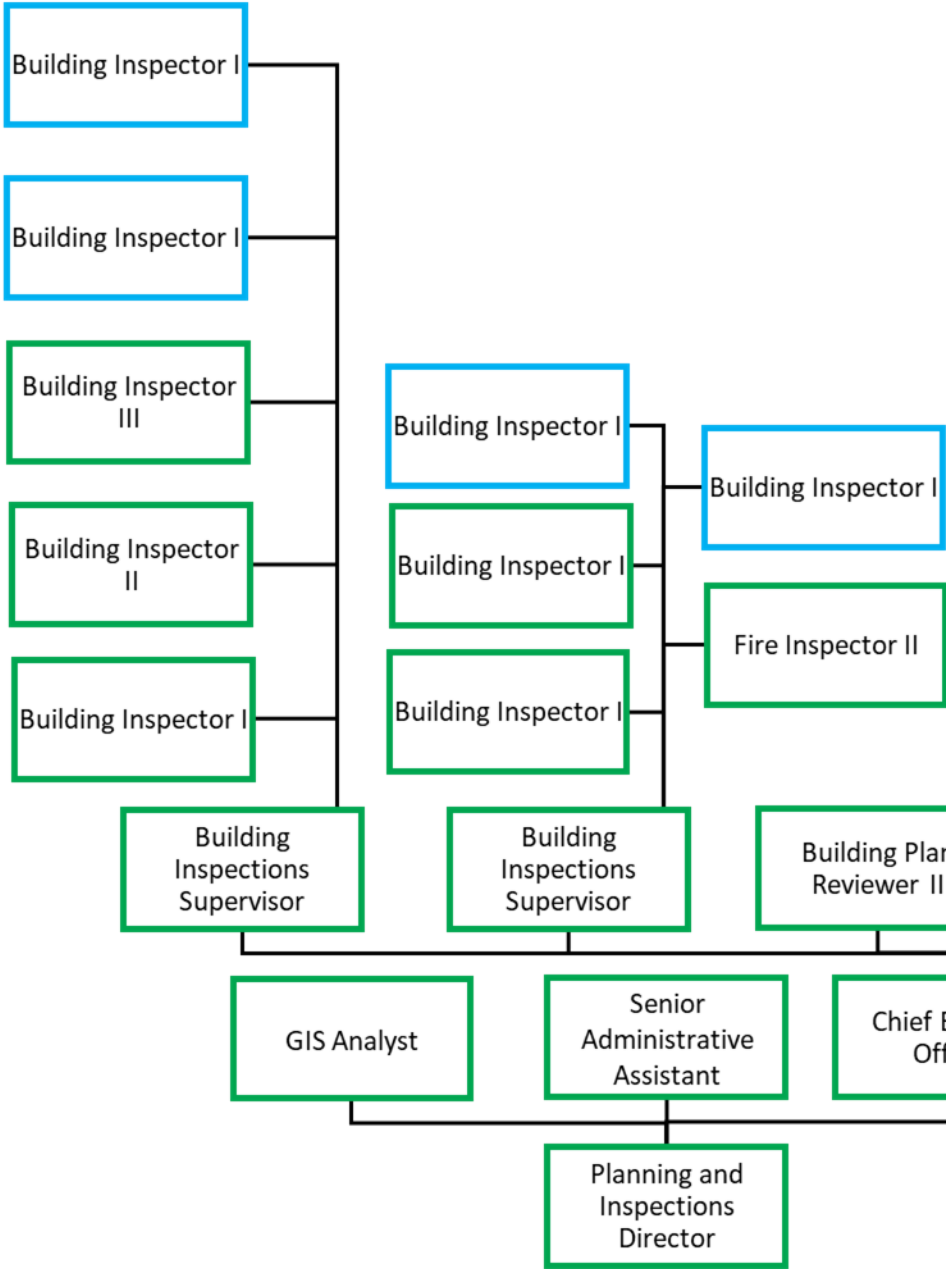 Building Inspector I
Building Inspector I
Building Inspector
III
Building Inspector
II
Building Inspector I
Building Inspector I
Building Inspector I
Building Inspector I
Building Inspector I
Fire Inspector II
Building
Inspections
Supervisor
Building
Inspections
Supervisor
Building
Reviewer II
GIS Analyst
Senior
Administrative
Assistant
Chief
Planning and
Inspections
Director